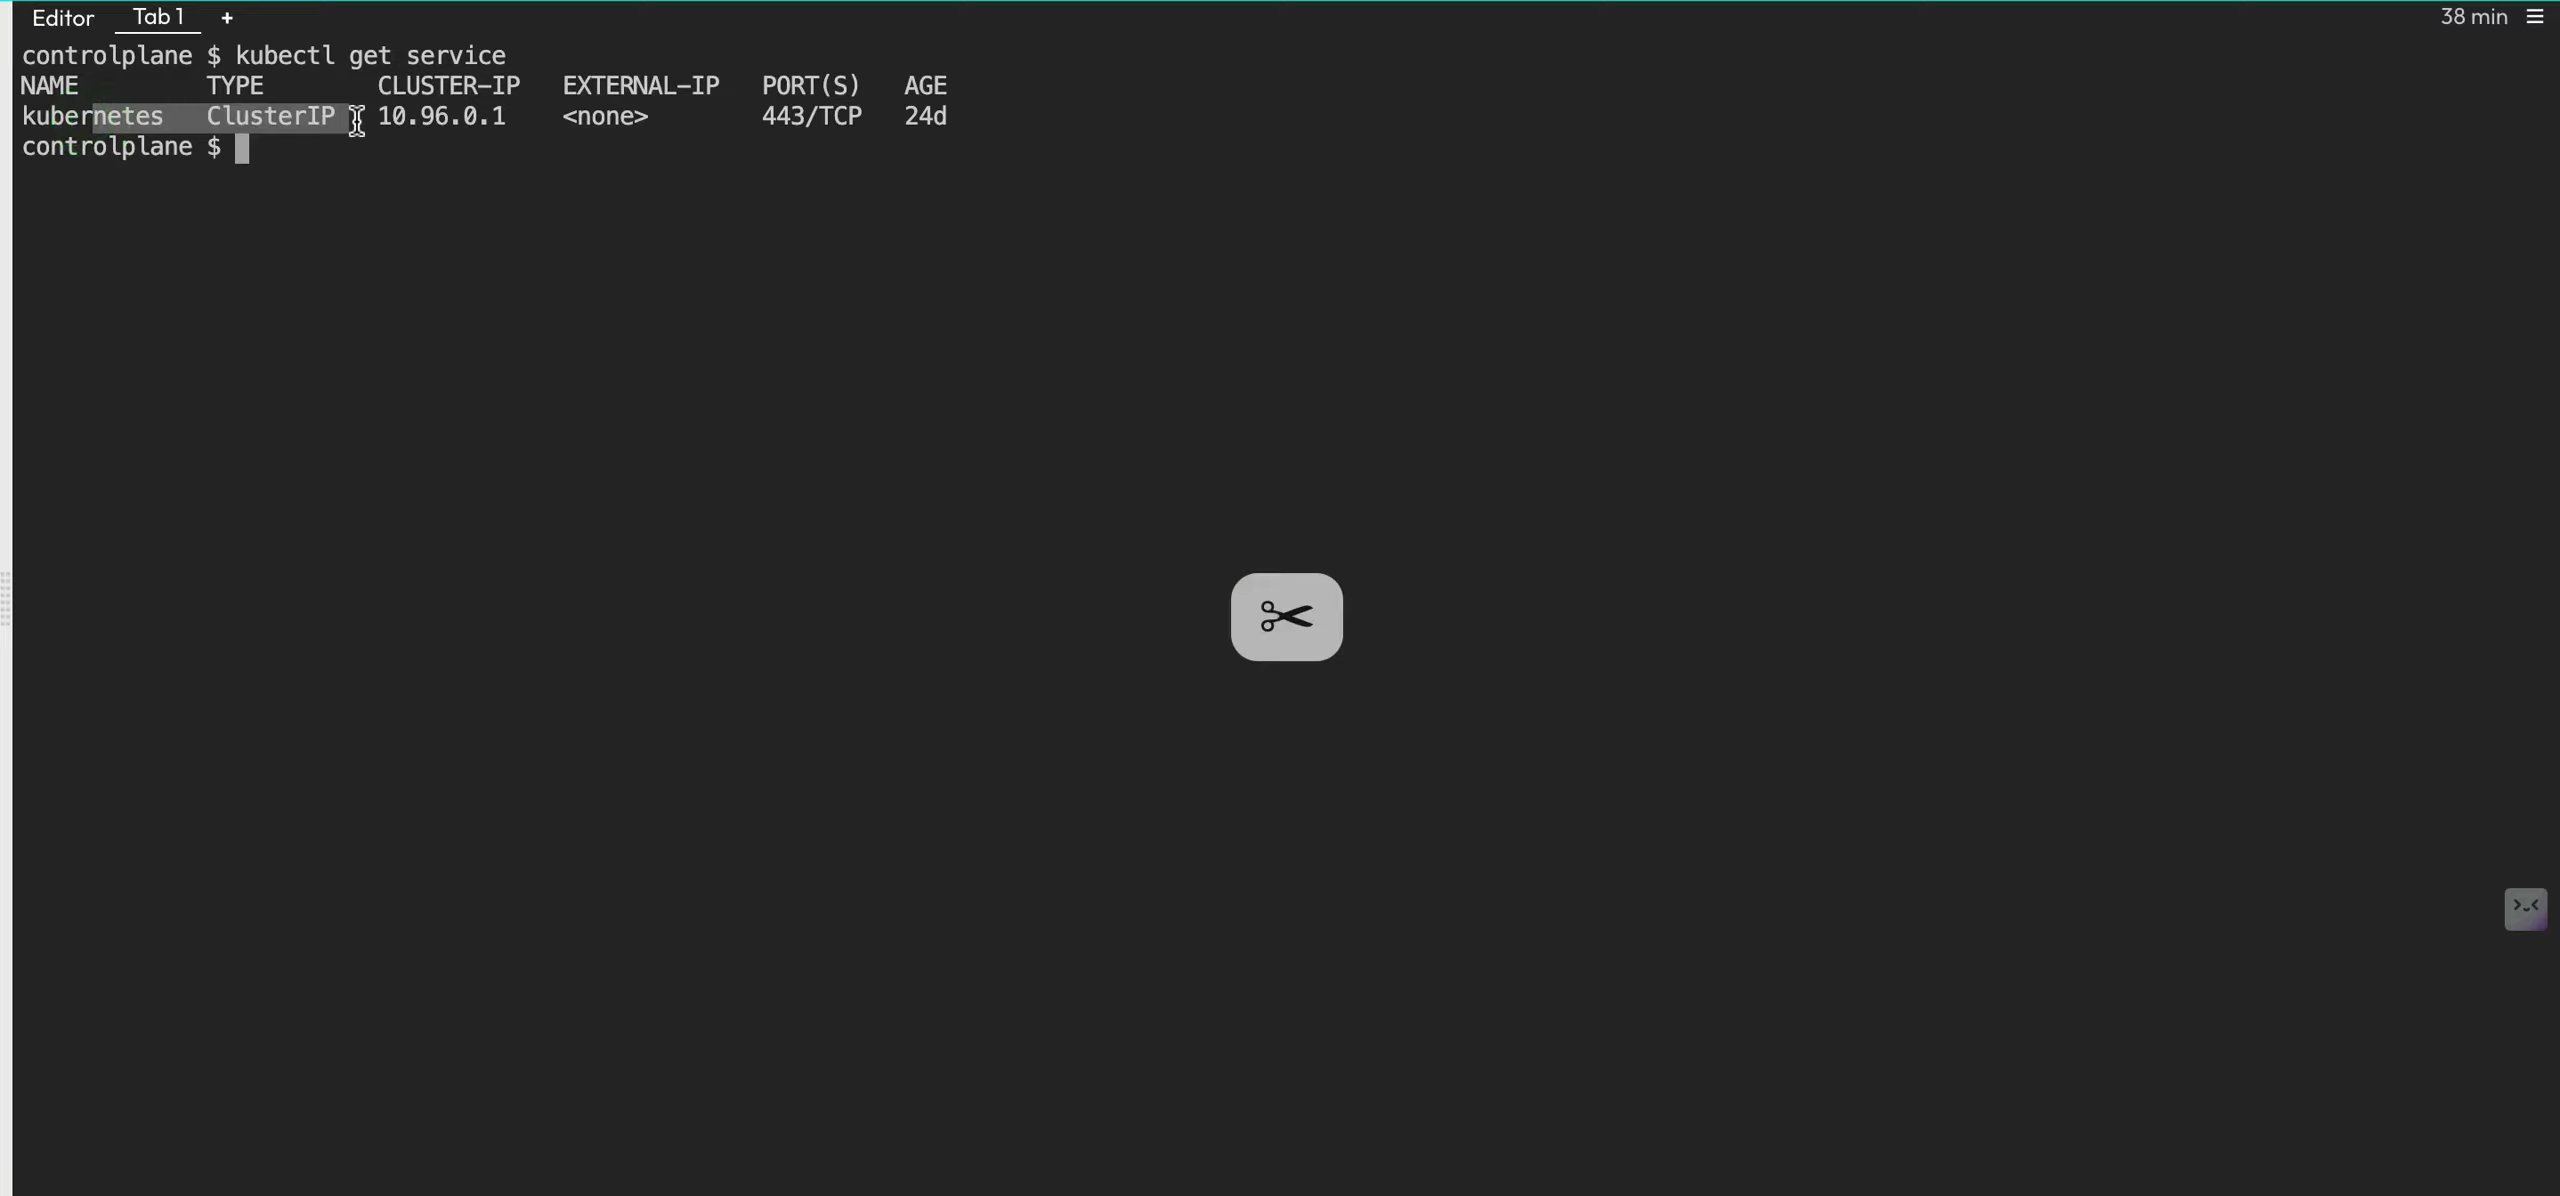 Editor Tab 1 + 38 min
controlplane $ kubectl get service
NAME TYPE CLUSTER-IP EXTERNAL-IP PORT(S) AGE
kubernetes ClusterIP 10.96.0.1 <none> 443/TCP 24d
controlplane $